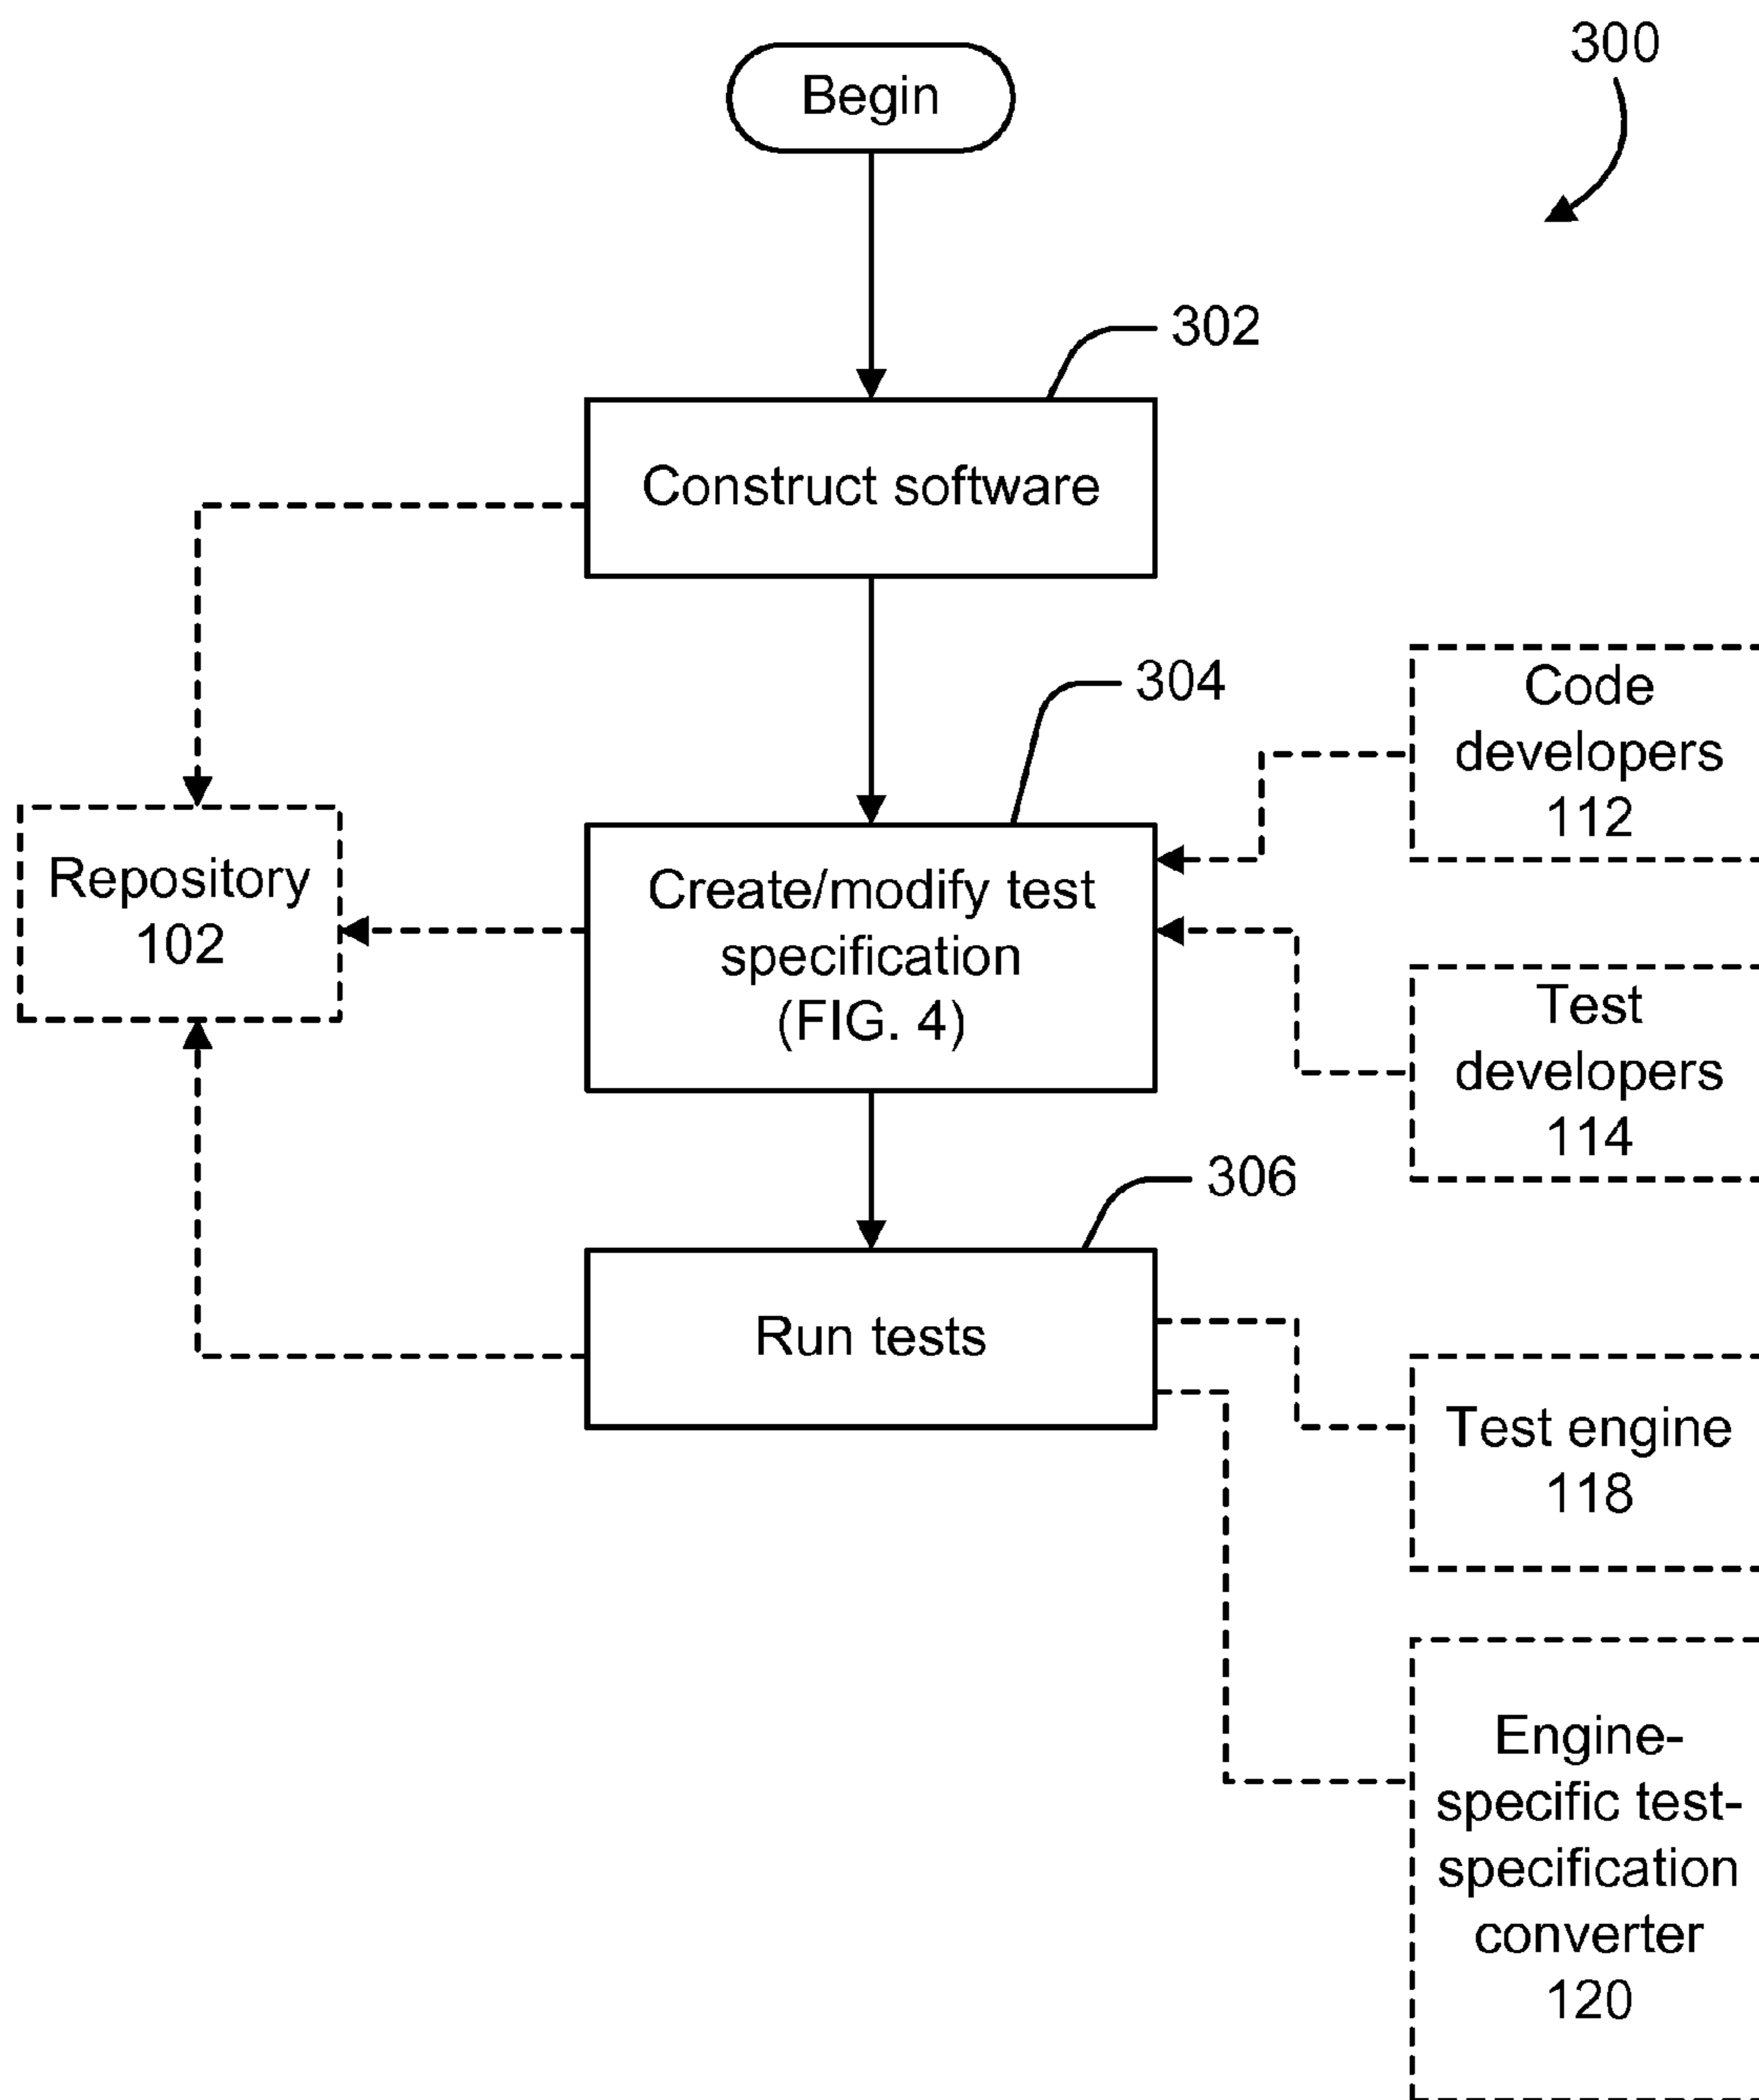 300
Begin
302
Construct software
304
Code
developers
112
Repository
102
Create/modify test
specification
(FIG. 4)
Test
developers
114
306
Run tests
Test engine
118
Engine-
specific test-
specification
converter
120